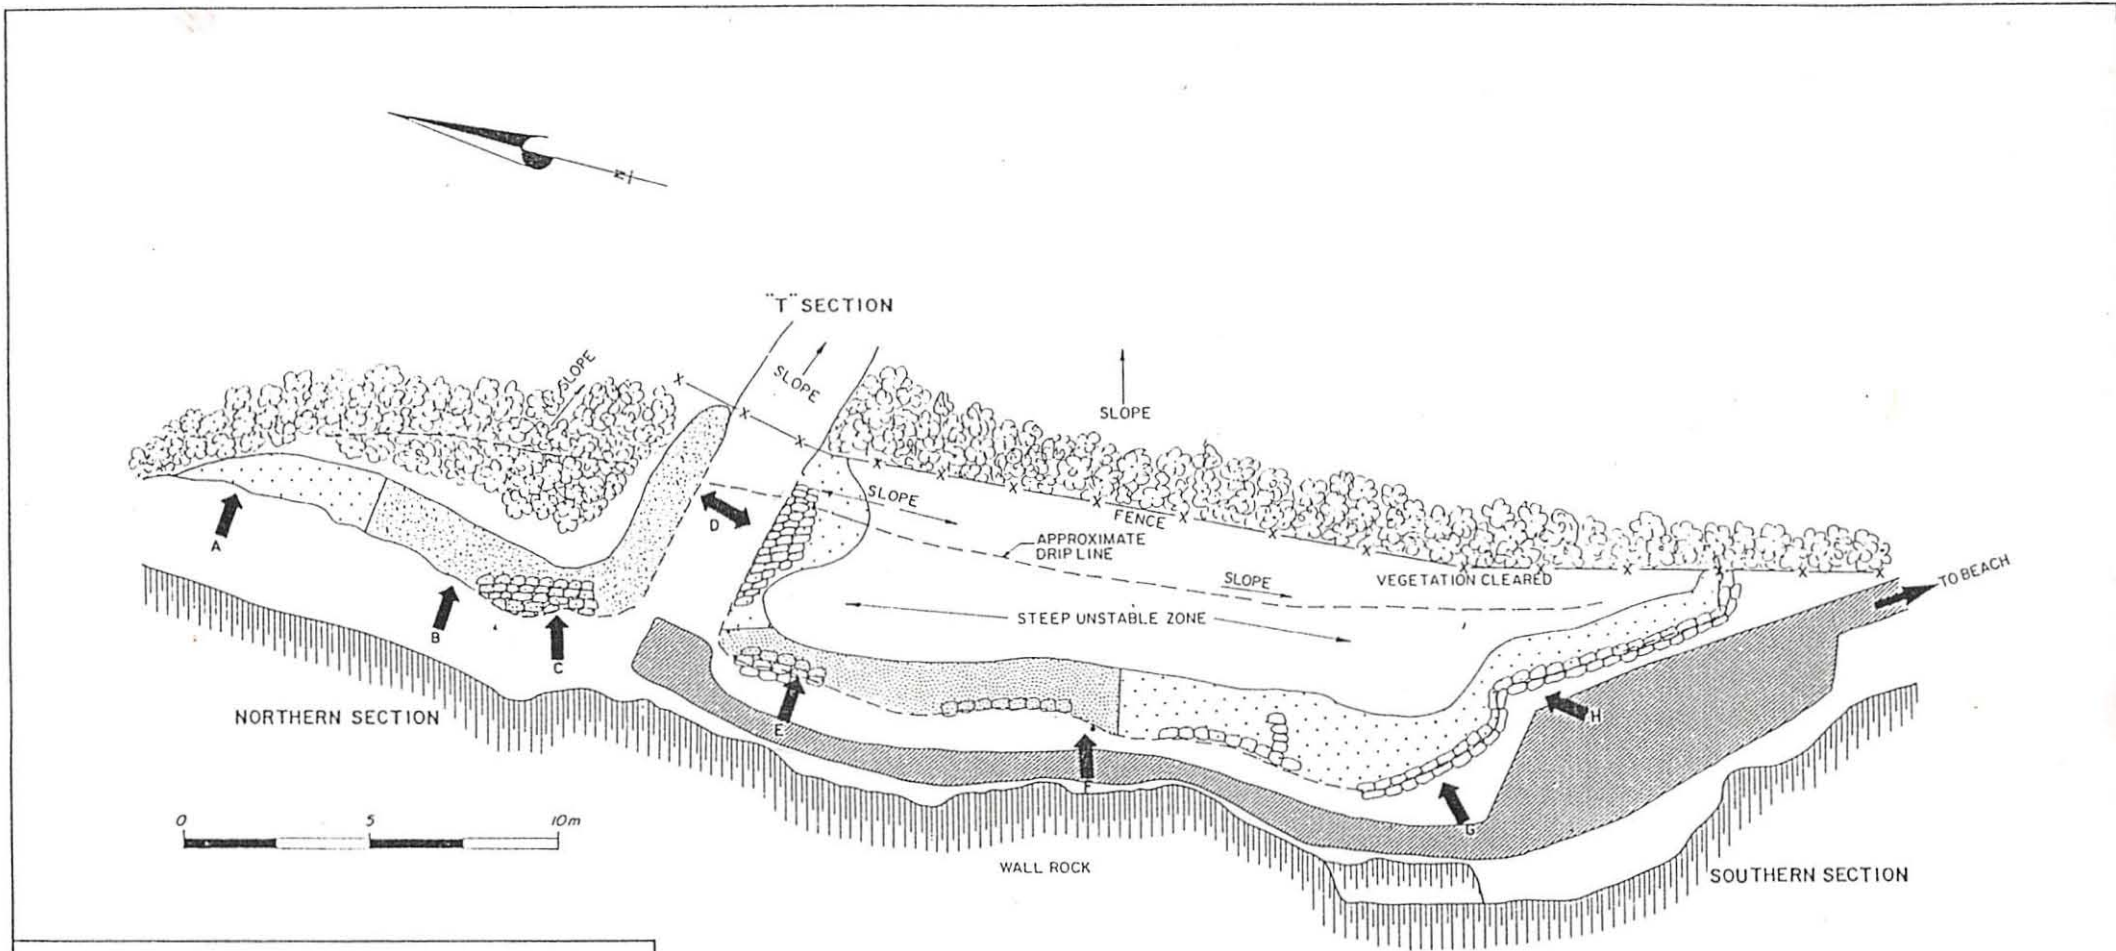 N
"T" SECTION
SLOPE
SLOPE
SLOPE
SLOPE
FENCE
APPROXIMATE
DRIP LINE
SLOPE
VEGETATION CLEARED
TO BEACH
STEEP UNSTABLE ZONE
A
B
C
D
E
F
G
H
NORTHERN SECTION
0 5 10m
WALL ROCK
SOUTHERN SECTION